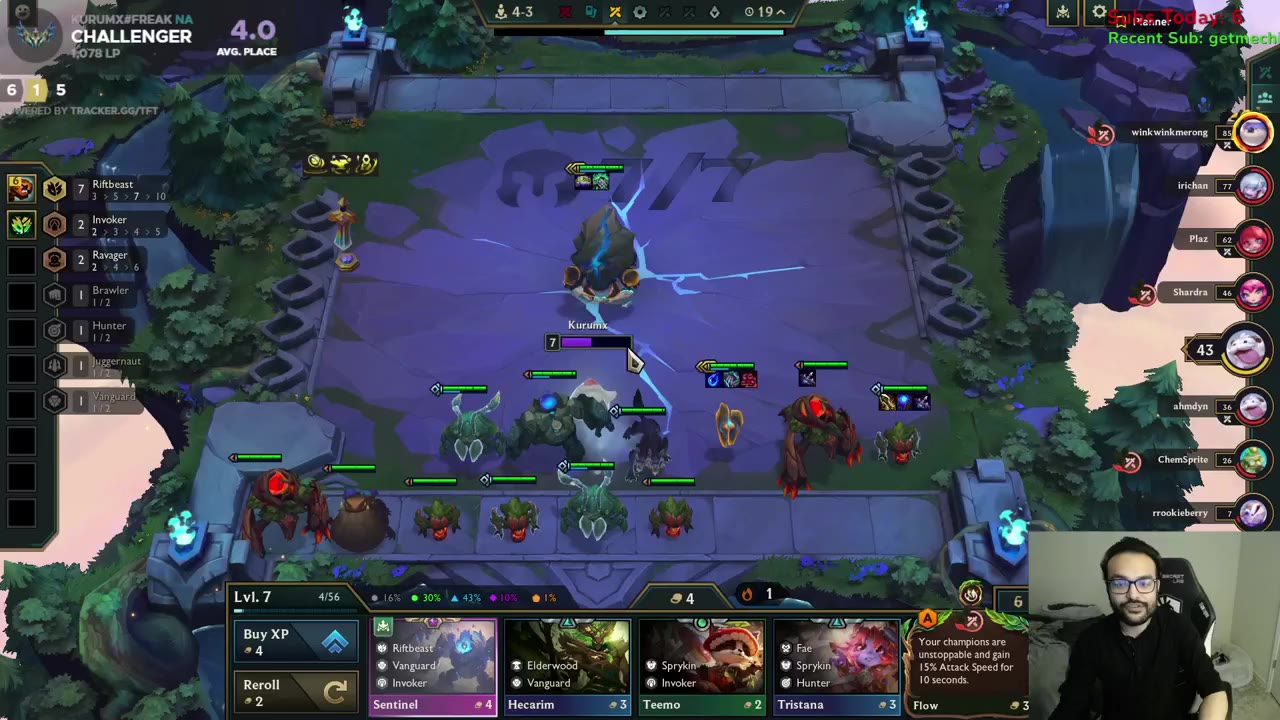 KURUMX#FREAK NA
CHALLENGER
1,078 LP
4.0
AVG. PLACE
6 1 5
POWERED BY TRACKER.GG/TFT
4-3
19
Planner
Subs Today: 6
Recent Sub: getmechi
7 Riftbeast
3 > 5 > 7 > 10
2 Invoker
2 > 3 > 4 > 5
2 Ravager
2 > 4 > 6
1 Brawler
1 / 2
1 Hunter
1 / 2
1 Juggernaut
1 / 2
1 Vanguard
1 / 2
7/7
Kurumx
7
winkwinkmerong 85
irichan 77
Plaz 62
Shardra 46
43
ahmdyn 36
ChemSprite 26
rrookieberry 7
Lvl. 7 4/56
16% 30% 43% 10% 1%
4
1
6
Buy XP
4
Reroll
2
Riftbeast
Vanguard
Invoker
Sentinel 4
Elderwood
Vanguard
Hecarim 3
Sprykin
Invoker
Teemo 2
Fae
Sprykin
Hunter
Tristana 3
A
Your champions are
unstoppable and gain
15% Attack Speed for
10 seconds.
Flow 3